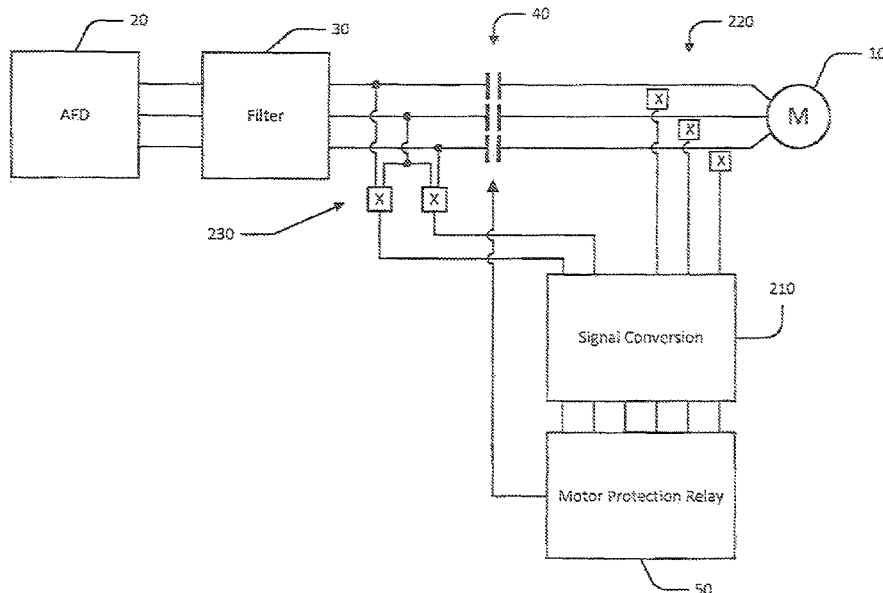 20
30
40
220
10
AFD
Filter
X
M
X
X
X
X
230
210
Signal Conversion
Motor Protection Relay
50